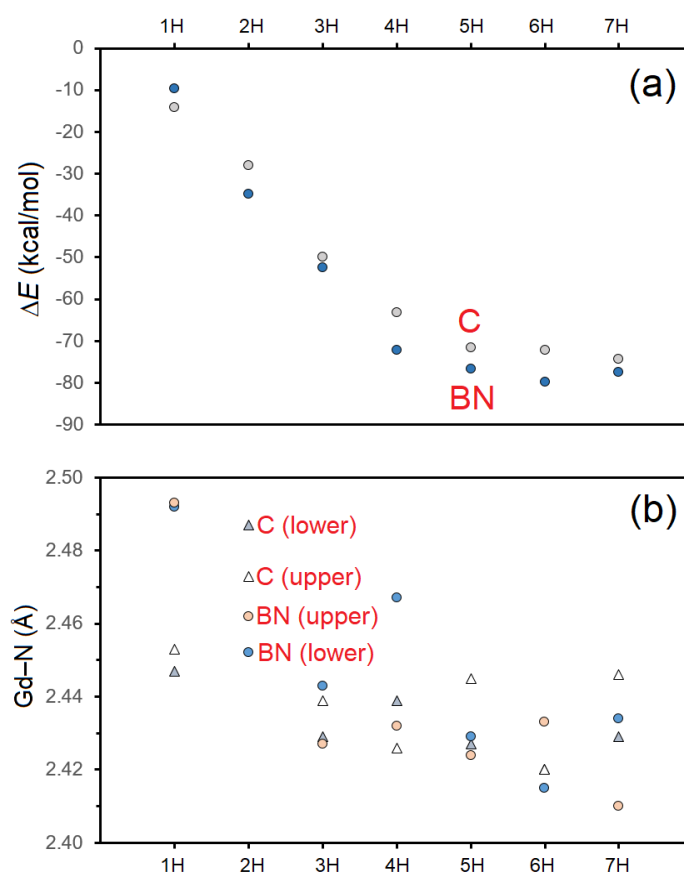 1H 2H 3H 4H 5H 6H 7H
0
-10
-20
-30
-40
-50
-60
-70
-80
-90
ΔE (kcal/mol)
(a)
C
BN
2.50
2.48
2.46
2.44
2.42
2.40
Gd–N (Å)
(b)
C (lower)
C (upper)
BN (upper)
BN (lower)
1H 2H 3H 4H 5H 6H 7H